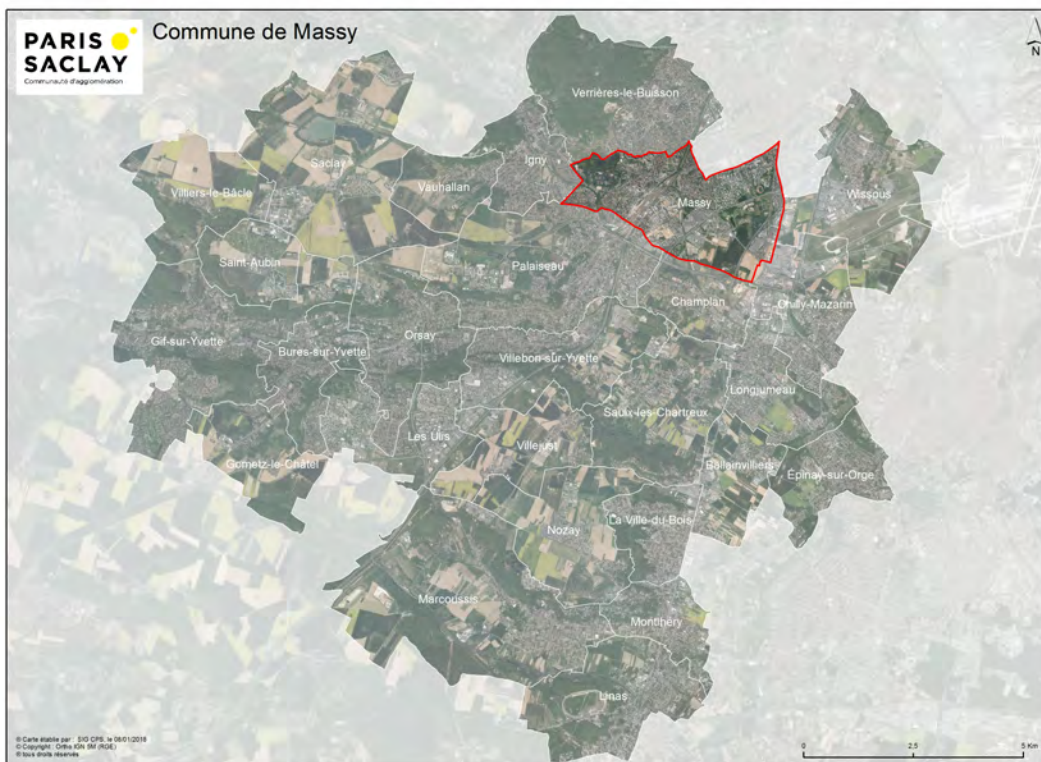 PARIS
SACLAY
Communauté d'agglomération
Commune de Massy
N
Verrières-le-Buisson
Igny
Saclay
Vauhallan
Villiers-le-Bâcle
Massy
Wissous
Saint-Aubin
Palaiseau
Champlan
Chilly-Mazarin
Gif-sur-Yvette
Bures-sur-Yvette
Orsay
Villebon-sur-Yvette
Longjumeau
Saulx-les-Chartreux
Les Ulis
Villejust
Gometz-le-Châtel
Ballainvilliers
Épinay-sur-Orge
La Ville-du-Bois
Nozay
Marcoussis
Montlhéry
Linas
© Carte établie par : SIG CPS, le 08/01/2018
© Copyright : Ortho IGN 5M (RGE)
© tous droits réservés
0 2,5 5 Km